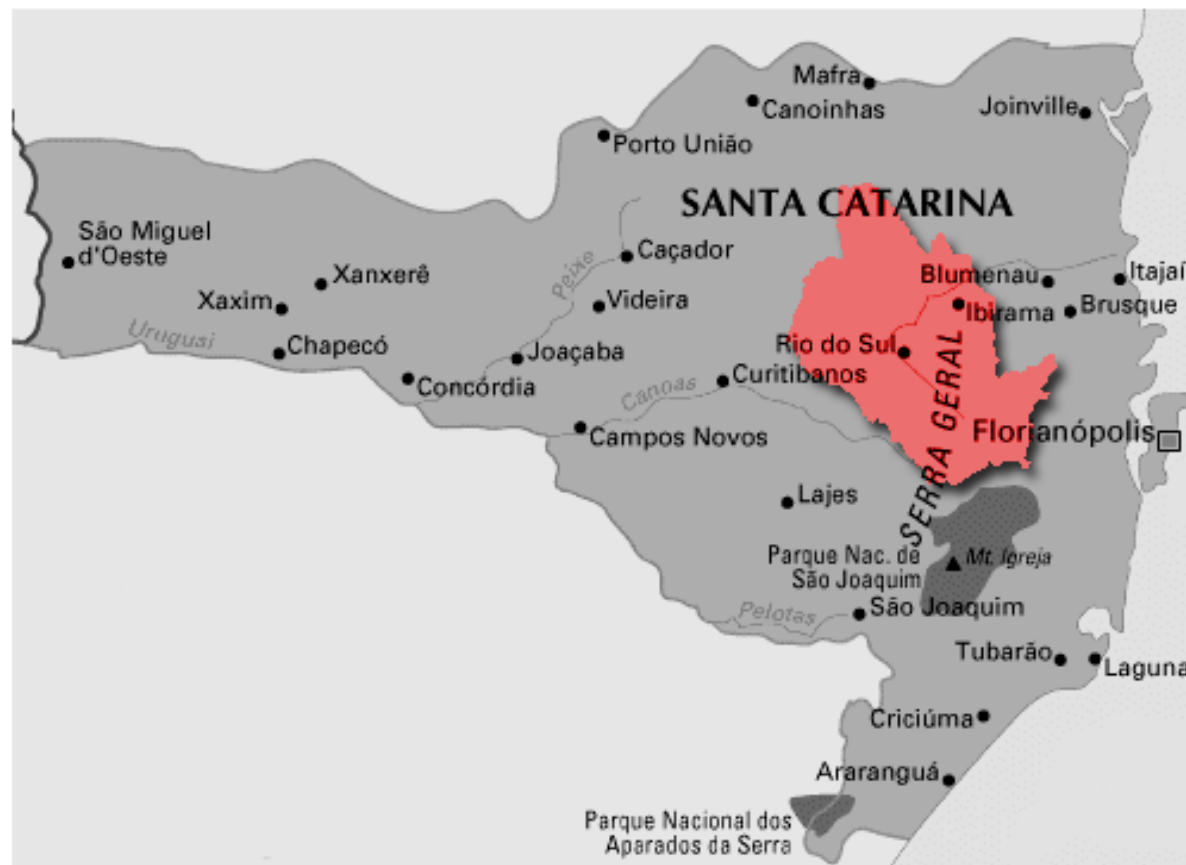 Mafra
Canoinhas
Joinville
Porto União
SANTA CATARINA
São Miguel
d'Oeste
Caçador
Xanxerê
Peixe
Blumenau
Itajaí
Xaxim
Videira
Ibirama
Brusque
Uruguai
Chapecó
Joaçaba
Rio do Sul
Concórdia
Canoas
Curitibanos
SERRA GERAL
Campos Novos
Florianópolis
Lajes
Parque Nac. de
São Joaquim
Mt. Igreja
Pelotas
São Joaquim
Tubarão
Laguna
Criciúma
Araranguá
Parque Nacional dos
Aparados da Serra